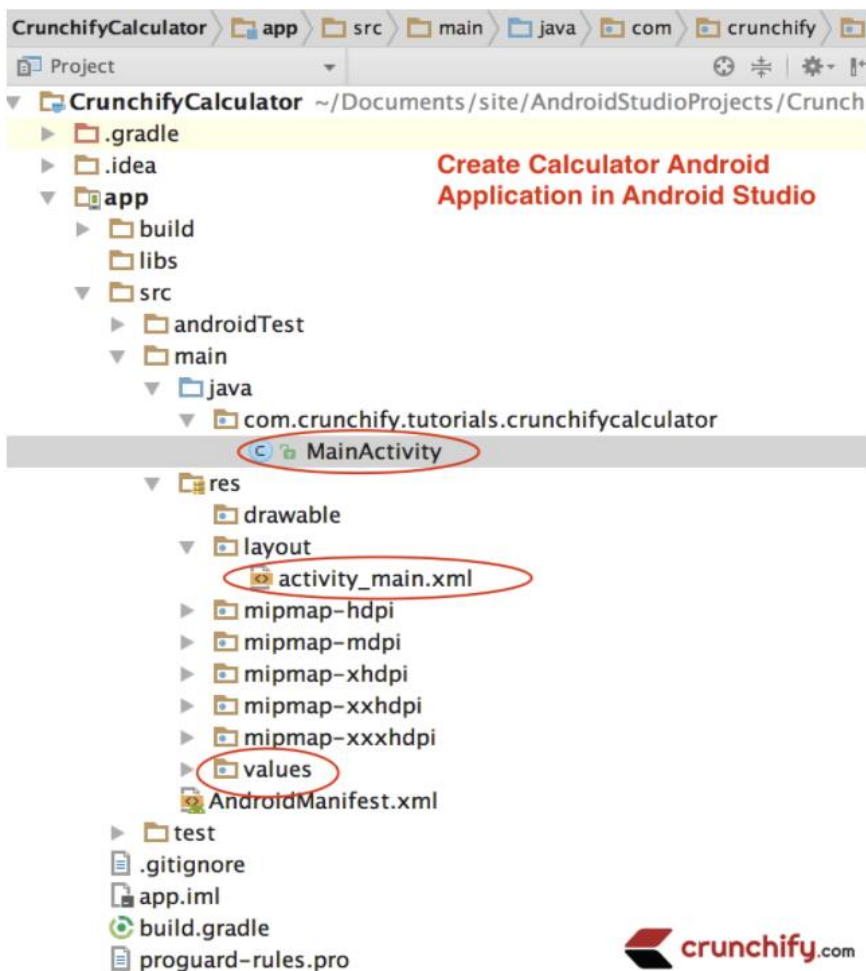 CrunchifyCalculator app src main java com crunchify
Project
CrunchifyCalculator ~/Documents/site/AndroidStudioProjects/Crunch
.gradle
.idea
Create Calculator Android
Application in Android Studio
app
build
libs
src
androidTest
main
java
com.crunchify.tutorials.crunchifycalculator
C MainActivity
res
drawable
layout
activity_main.xml
mipmap-hdpi
mipmap-mdpi
mipmap-xhdpi
mipmap-xxhdpi
mipmap-xxxhdpi
values
AndroidManifest.xml
test
.gitignore
app.iml
build.gradle
proguard-rules.pro
crunchify.com